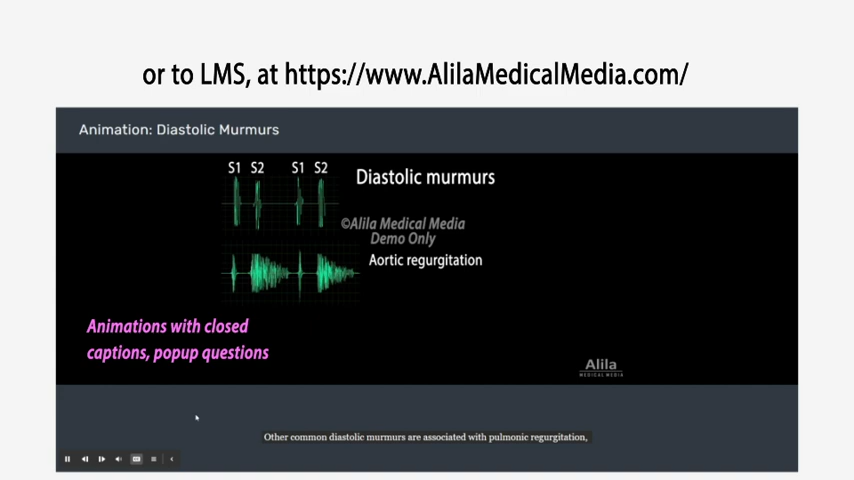 or to LMS, at https://www.AlilaMedicalMedia.com/
Animation: Diastolic Murmurs
S1 S2 S1 S2
Diastolic murmurs
©Alila Medical Media
Demo Only
Aortic regurgitation
Animations with closed
captions, popup questions
Alila
MEDICAL MEDIA
Other common diastolic murmurs are associated with pulmonic regurgitation,